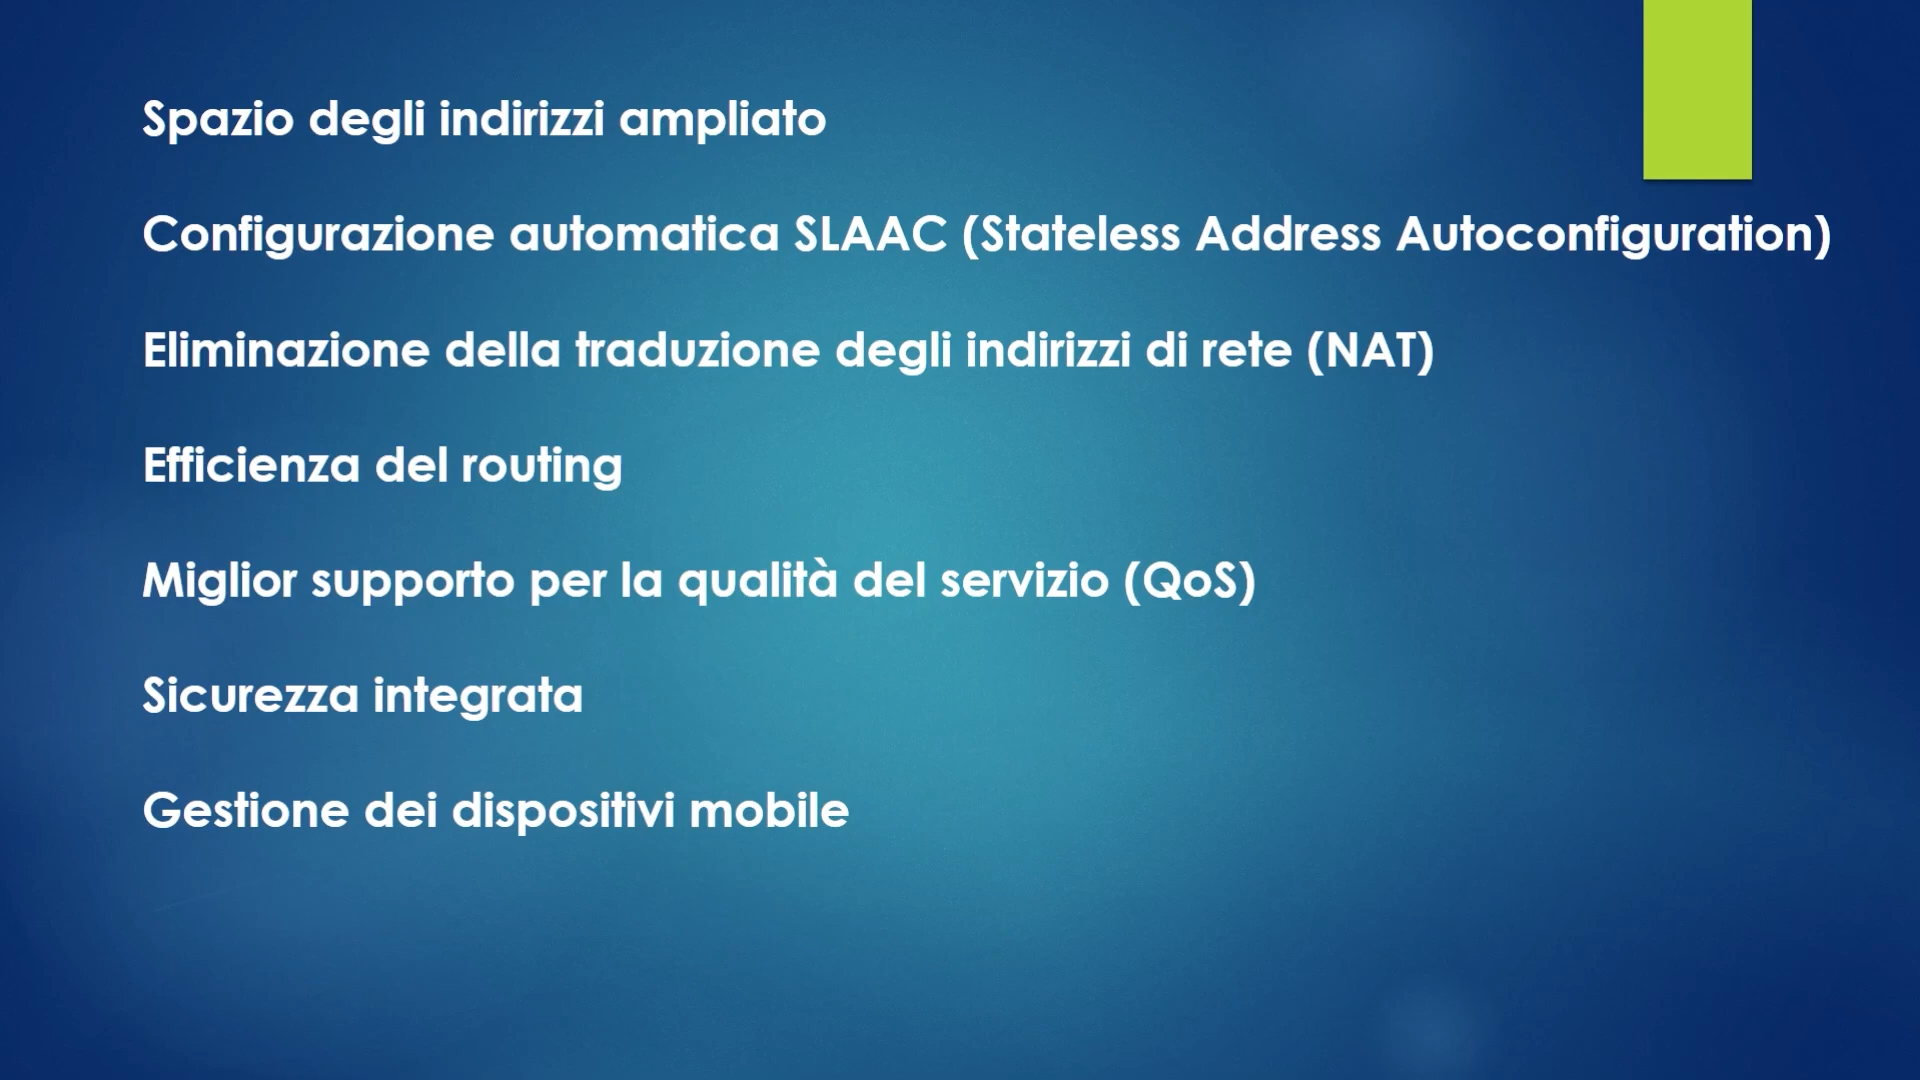 Spazio degli indirizzi ampliato
Configurazione automatica SLAAC (Stateless Address Autoconfiguration)
Eliminazione della traduzione degli indirizzi di rete (NAT)
Efficienza del routing
Miglior supporto per la qualità del servizio (QoS)
Sicurezza integrata
Gestione dei dispositivi mobile